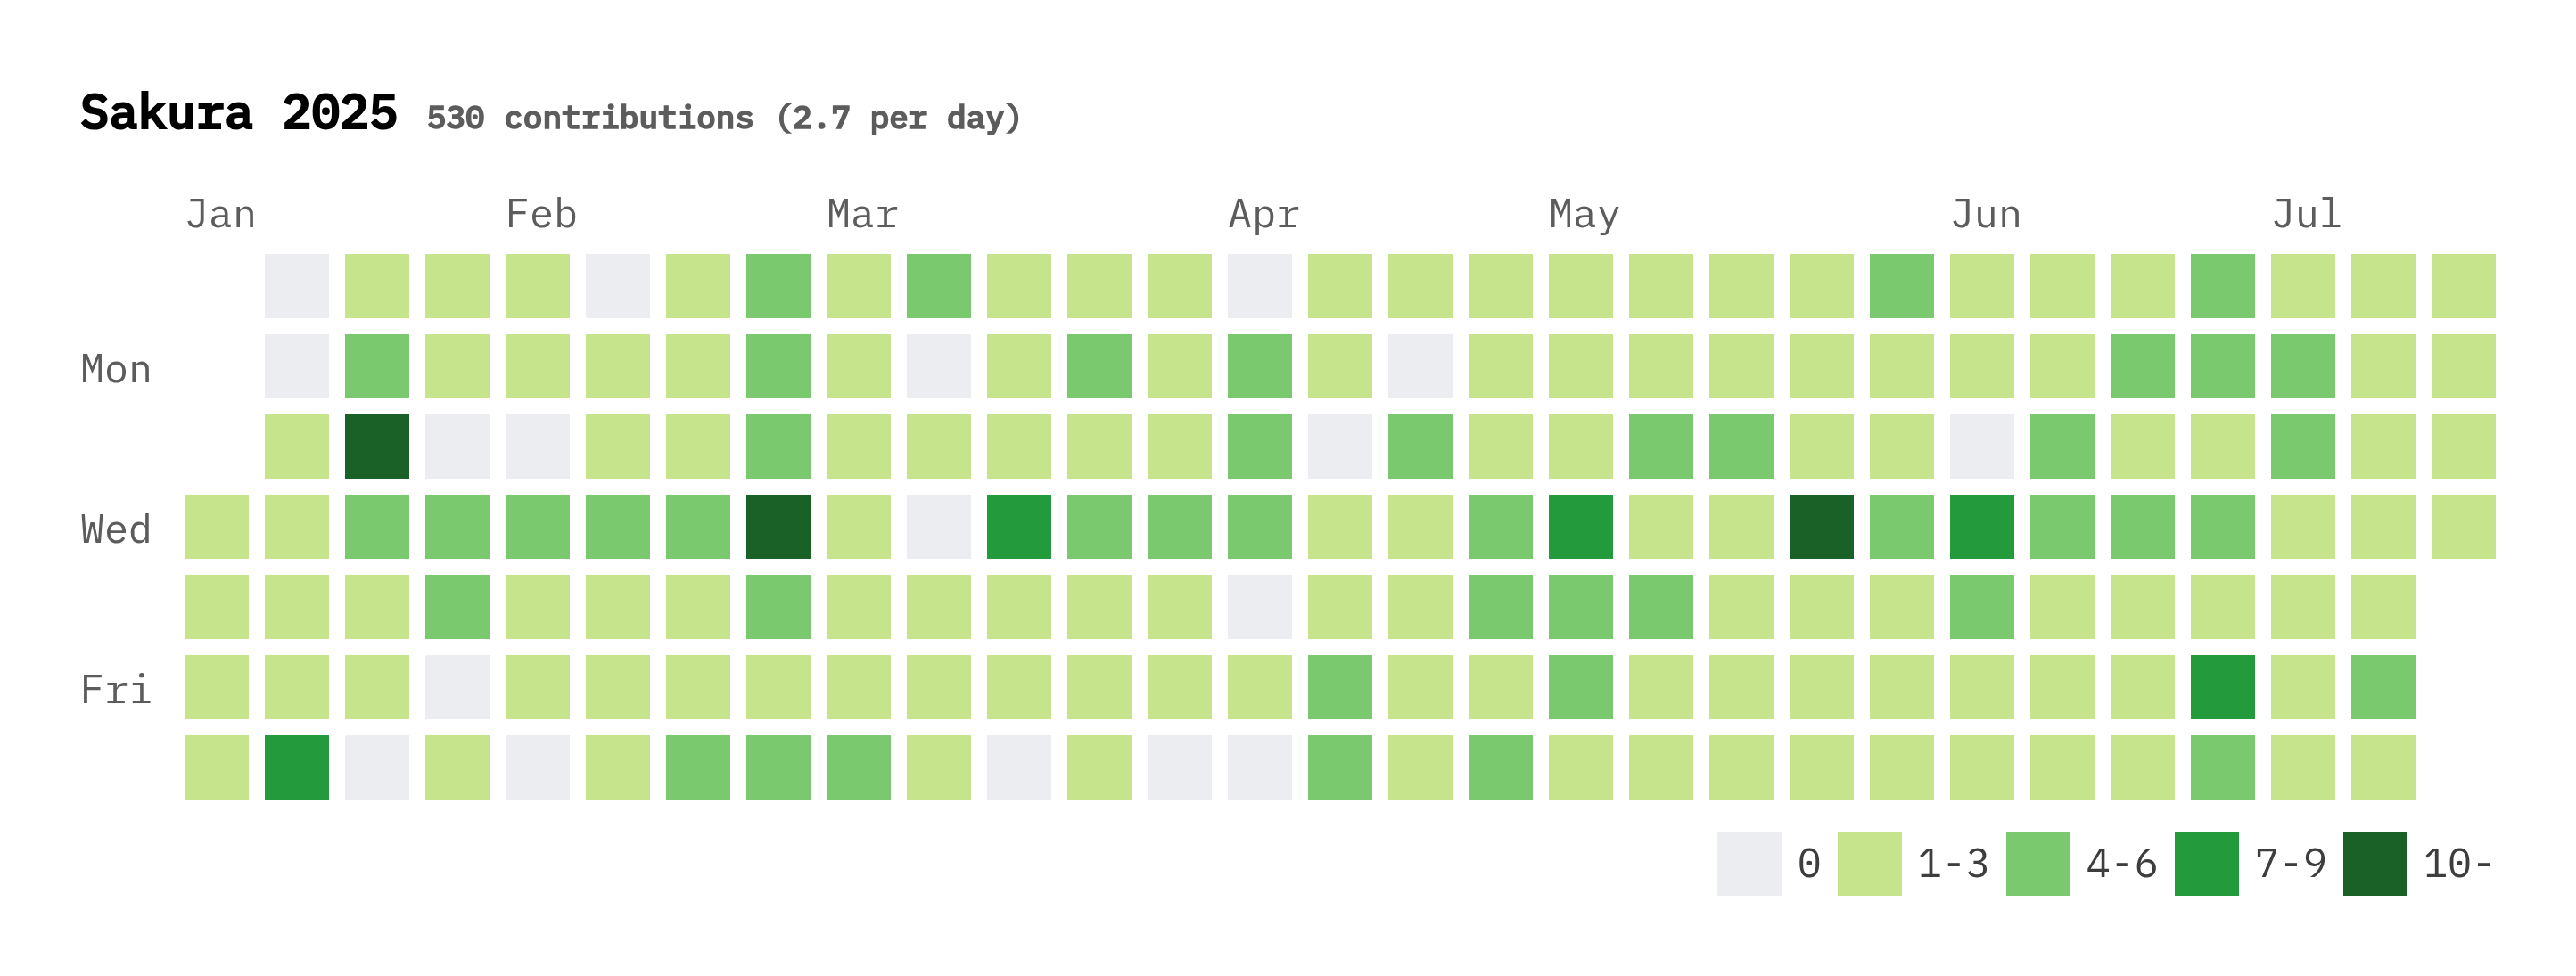 Sakura 2025 530 contributions (2.7 per day)
Jan Feb Mar Apr May Jun Jul
Mon
Wed
Fri
0 1-3 4-6 7-9 10-